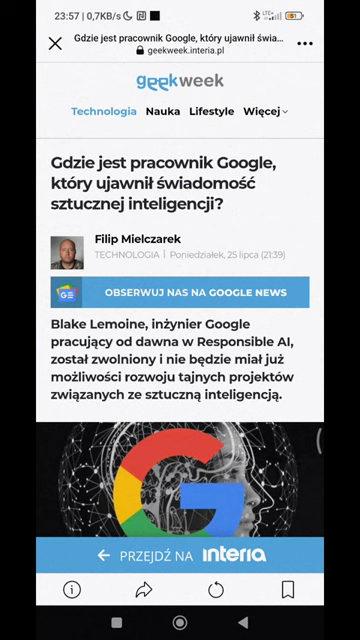 23:57 | 0,7KB/s
Gdzie jest pracownik Google, który ujawnił świa...
geekweek.interia.pl
geekweek
Technologia Nauka Lifestyle Więcej
Gdzie jest pracownik Google,
który ujawnił świadomość
sztucznej inteligencji?
Filip Mielczarek
TECHNOLOGIA | Poniedziałek, 25 lipca (21:39)
OBSERWUJ NAS NA GOOGLE NEWS
Blake Lemoine, inżynier Google
pracujący od dawna w Responsible AI,
został zwolniony i nie będzie miał już
możliwości rozwoju tajnych projektów
związanych ze sztuczną inteligencją.
PRZEJDŹ NA interia